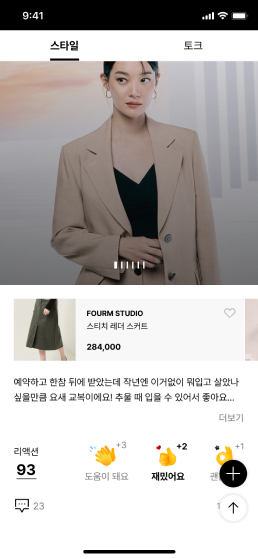 9:41
스타일 토크
FOURM STUDIO
스티치 레더 스커트
284,000
예약하고 한참 뒤에 받았는데 작년엔 이거없이 뭐입고 살았나
싶을만큼 요새 교복이에요! 추울 때 입을 수 있어서 좋아요...
더보기
리액션
93
+3 +2 +1
도움이 돼요 재밌어요
23